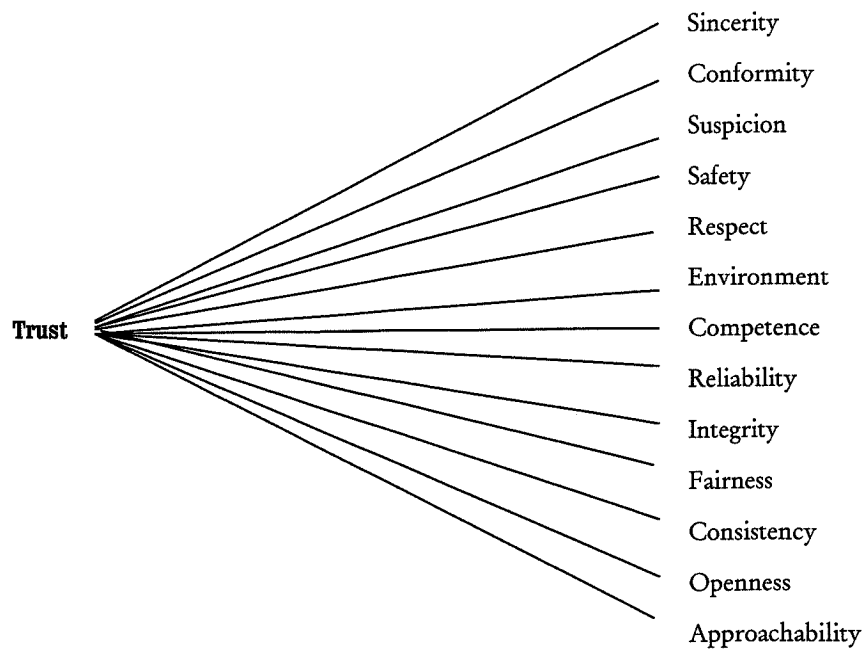 Sincerity
Conformity
Suspicion
Safety
Respect
Environment
Trust
Competence
Reliability
Integrity
Fairness
Consistency
Openness
Approachability